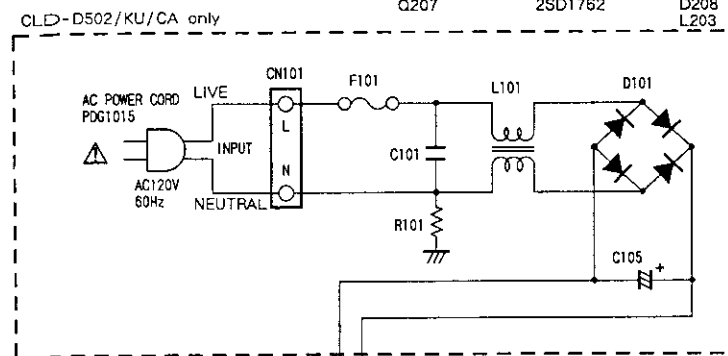 Q207 2SD1762 D208
L203
CLD-D502/KU/CA only
CN101 F101 L101 D101
AC POWER CORD
PDG1015
LIVE
L
INPUT
N
AC120V
60Hz
NEUTRAL
C101
R101
C105
+